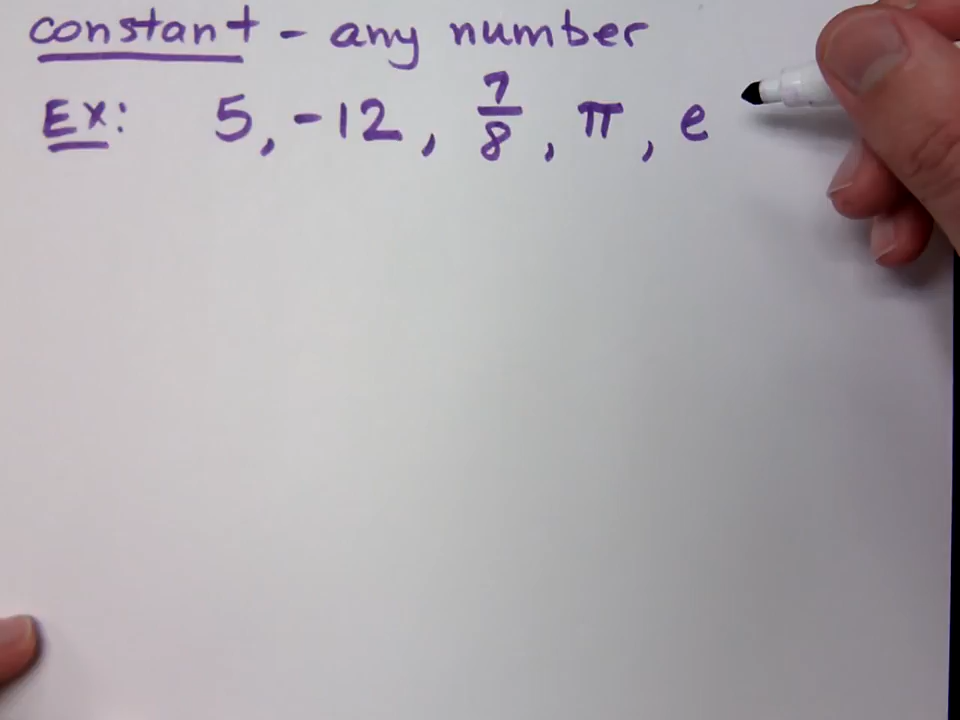 constant - any number
Ex: 5, -12, 7/8, π, e